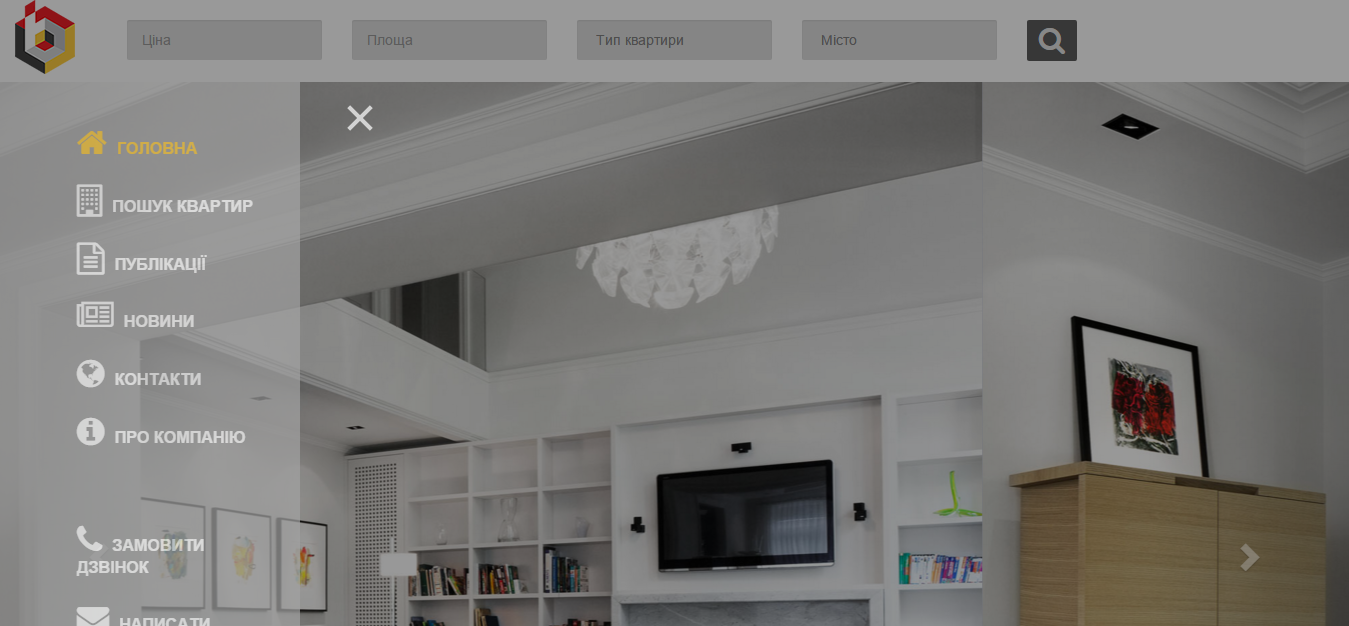 Ціна
Площа
Тип квартири
Місто
ГОЛОВНА
ПОШУК КВАРТИР
ПУБЛІКАЦІЇ
НОВИНИ
КОНТАКТИ
ПРО КОМПАНІЮ
ЗАМОВИТИ
ДЗВІНОК
НАПИСАТИ